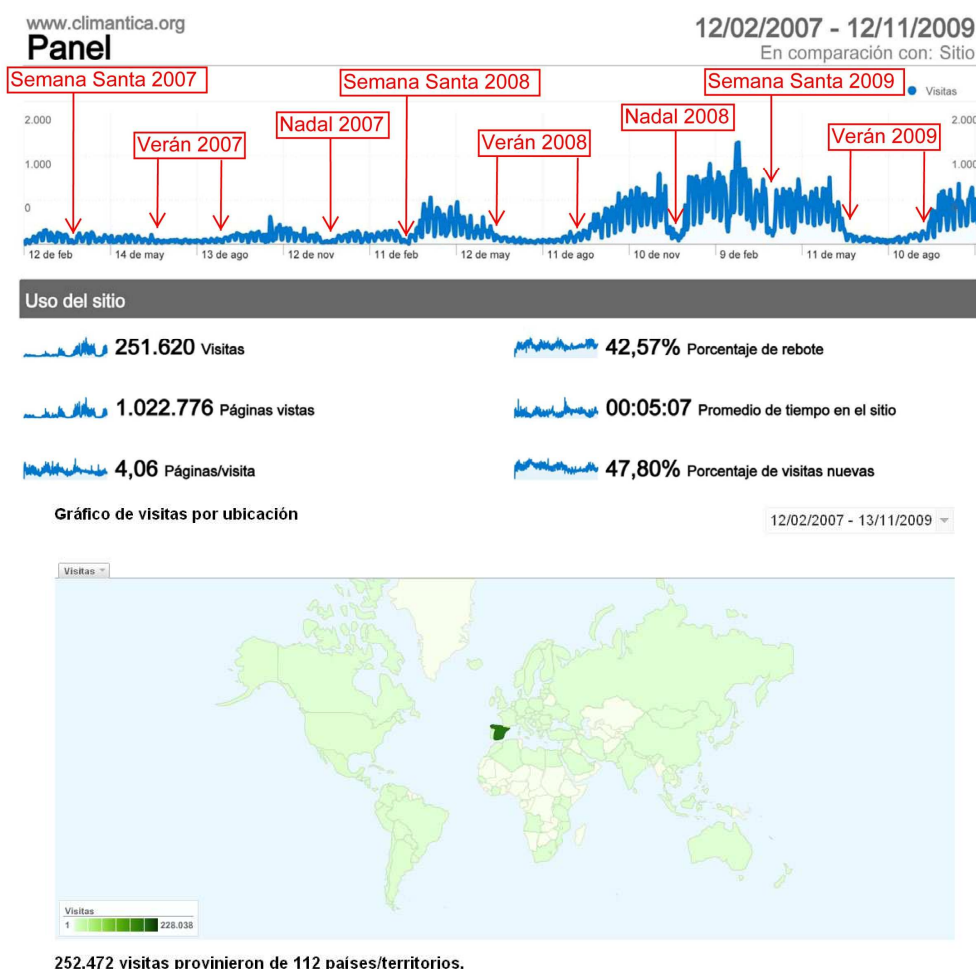 www.climantica.org
Panel
12/02/2007 - 12/11/2009
En comparación con: Sitio
Semana Santa 2007
Semana Santa 2008
Semana Santa 2009
Visitas
Nadal 2007
Nadal 2008
Verán 2007
Verán 2008
Verán 2009
2.000
2.000
1.000
1.000
0
12 de feb
14 de may
13 de ago
12 de nov
11 de feb
12 de may
11 de ago
10 de nov
9 de feb
11 de may
10 de ago
Uso del sitio
251.620 Visitas
42,57% Porcentaje de rebote
1.022.776 Páginas vistas
00:05:07 Promedio de tiempo en el sitio
4,06 Páginas/visita
47,80% Porcentaje de visitas nuevas
Gráfico de visitas por ubicación
12/02/2007 - 13/11/2009
Visitas
Visitas
1 228.038
252.472 visitas provinieron de 112 países/territorios.